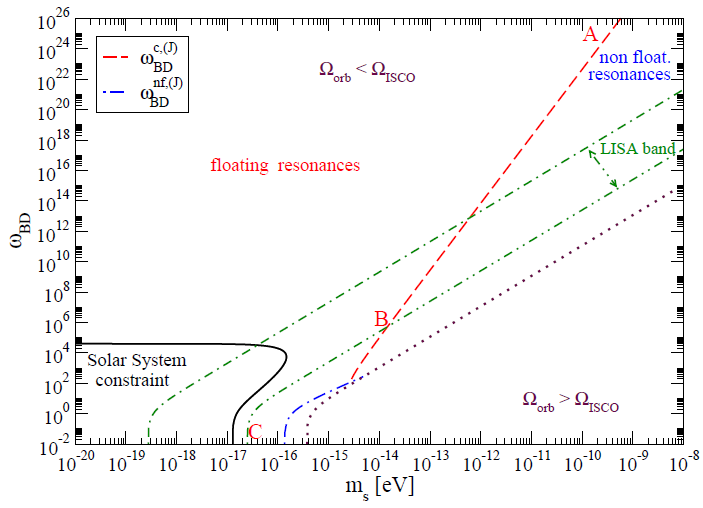 10^26
10^24
10^22
10^20
10^18
10^16
10^14
10^12
10^10
10^8
10^6
10^4
10^2
10^0
10^-2
ω_BD
ω_BD^c,(J)
ω_BD^nf,(J)
Ω_orb < Ω_ISCO
A
non float.
resonances
LISA band
floating resonances
B
Solar System
constraint
Ω_orb > Ω_ISCO
C
10^-20 10^-19 10^-18 10^-17 10^-16 10^-15 10^-14 10^-13 10^-12 10^-11 10^-10 10^-9 10^-8
m_s [eV]